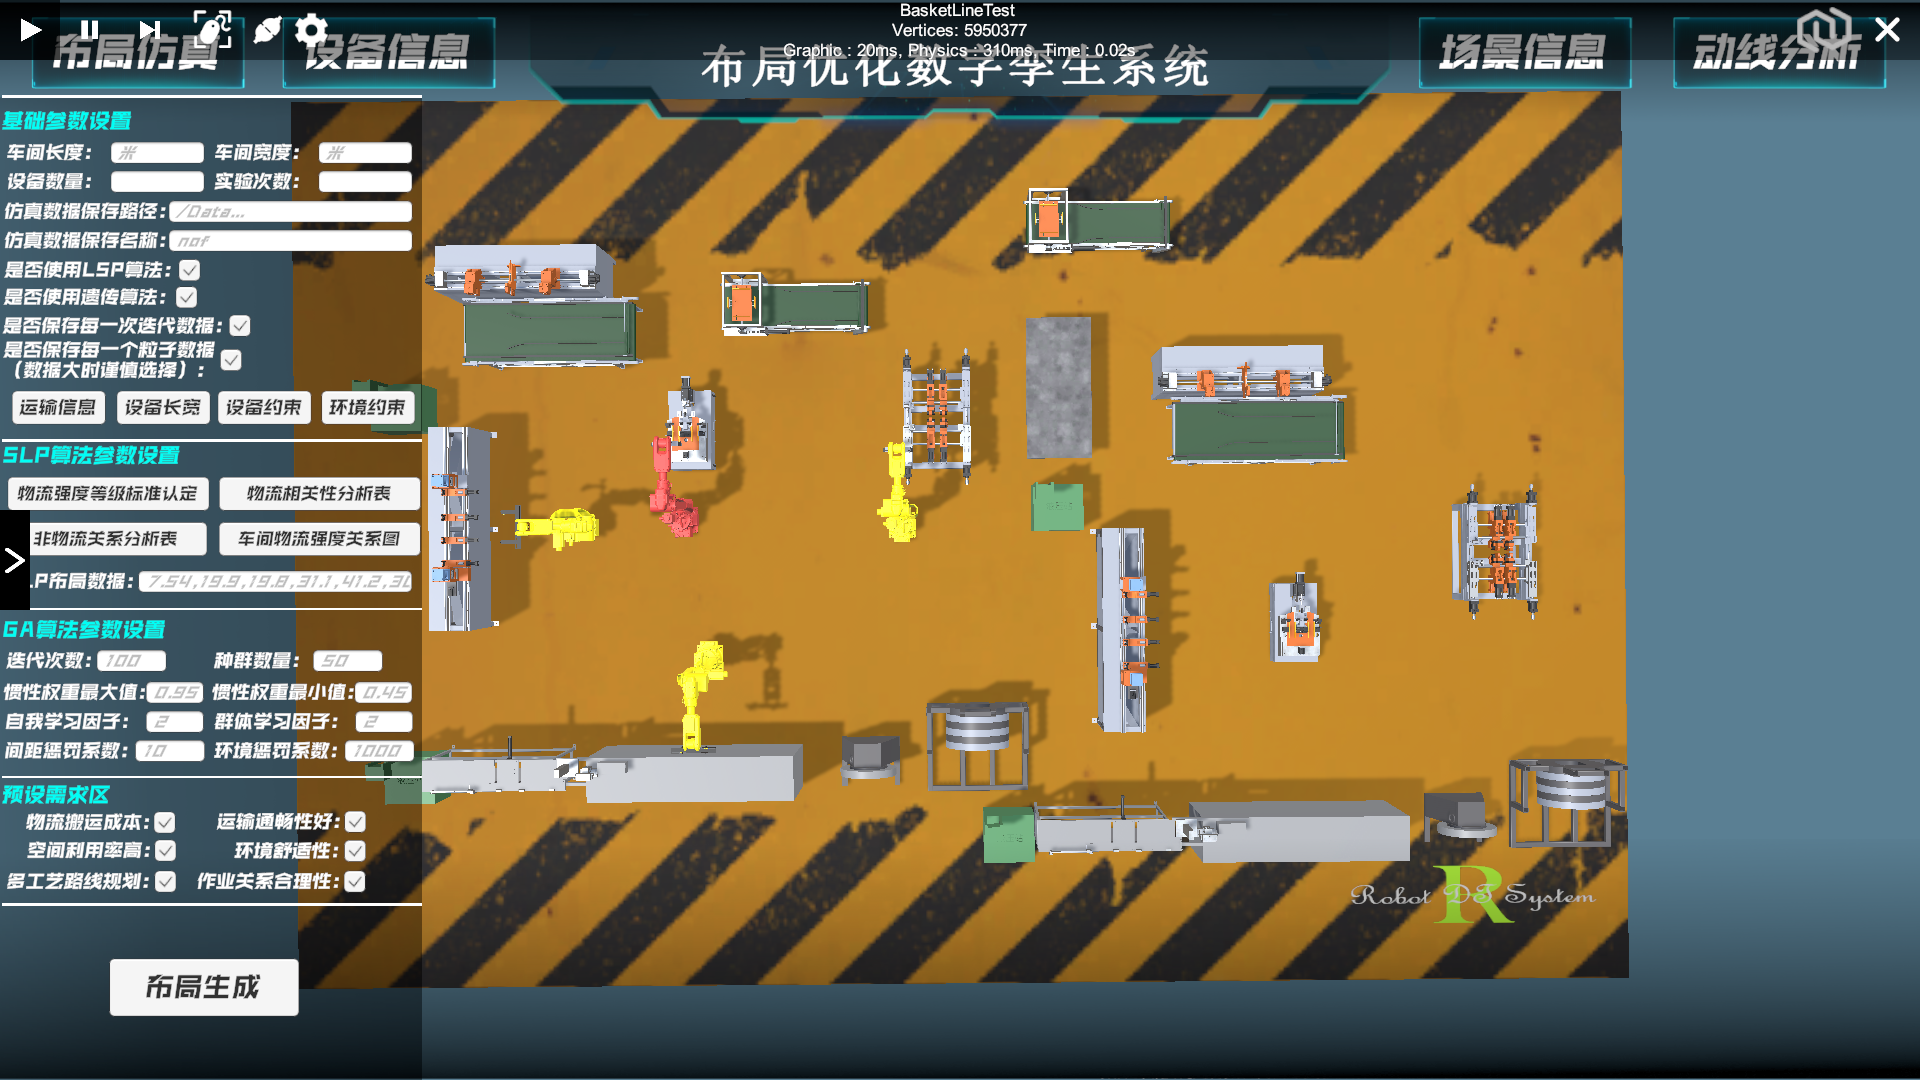 BasketLineTest
Vertices: 5950377
Graphic : 20ms, Physics : 310ms, Time : 0.02s
布局仿真
设备信息
布局优化数字孪生系统
场景信息
动线分析
基础参数设置
车间长度： 米 车间宽度： 米
设备数量： 实验次数：
仿真数据保存路径： /Data...
仿真数据保存名称： nof
是否使用LSP算法：
是否使用遗传算法：
是否保存每一次迭代数据：
是否保存每一个粒子数据
（数据大时谨慎选择）：
运输信息 设备长宽 设备约束 环境约束
SLP算法参数设置
物流强度等级标准认定 物流相关性分析表
非物流关系分析表 车间物流强度关系图
LP布局数据： 7.54,19.9,19.8,31.1,41.2,30
GA算法参数设置
迭代次数： 100 种群数量： 50
惯性权重最大值： 0.95 惯性权重最小值： 0.45
自我学习因子： 2 群体学习因子： 2
间距惩罚系数： 10 环境惩罚系数： 1000
预设需求区
物流搬运成本： 运输通畅性好：
空间利用率高： 环境舒适性：
多工艺路线规划： 作业关系合理性：
布局生成
Robot DT System
R